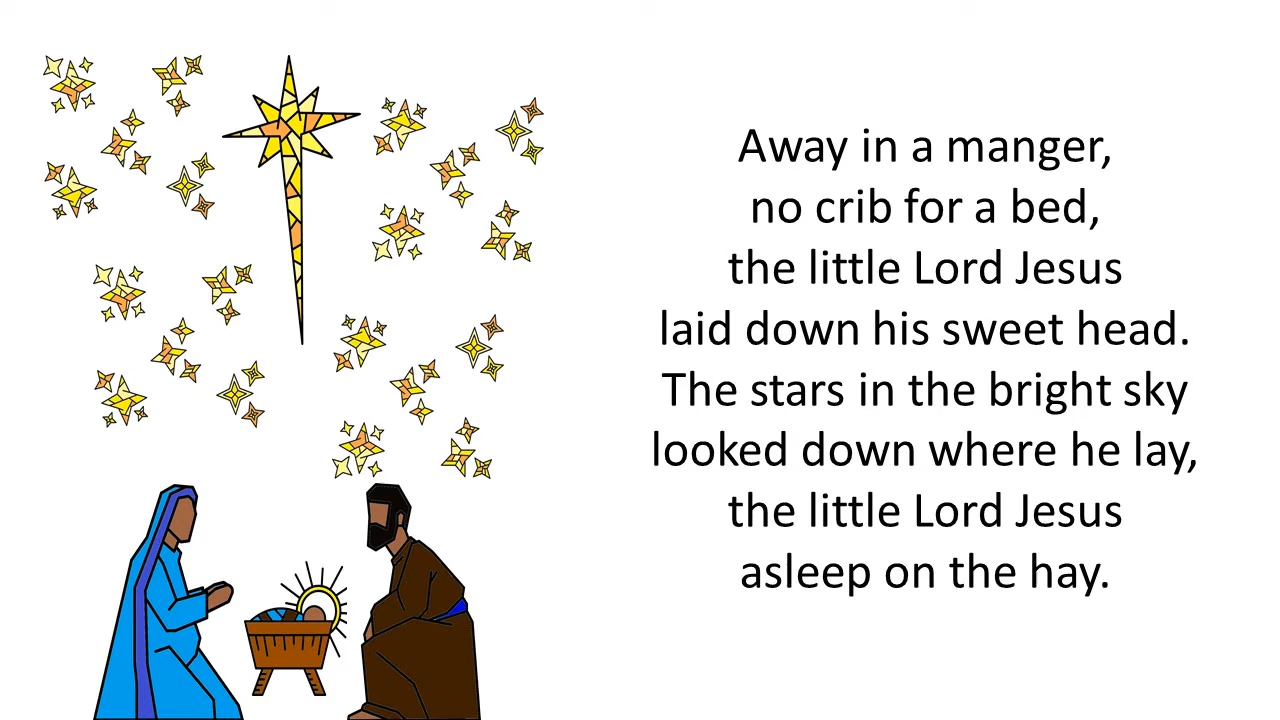 Away in a manger,
no crib for a bed,
the little Lord Jesus
laid down his sweet head.
The stars in the bright sky
looked down where he lay,
the little Lord Jesus
asleep on the hay.